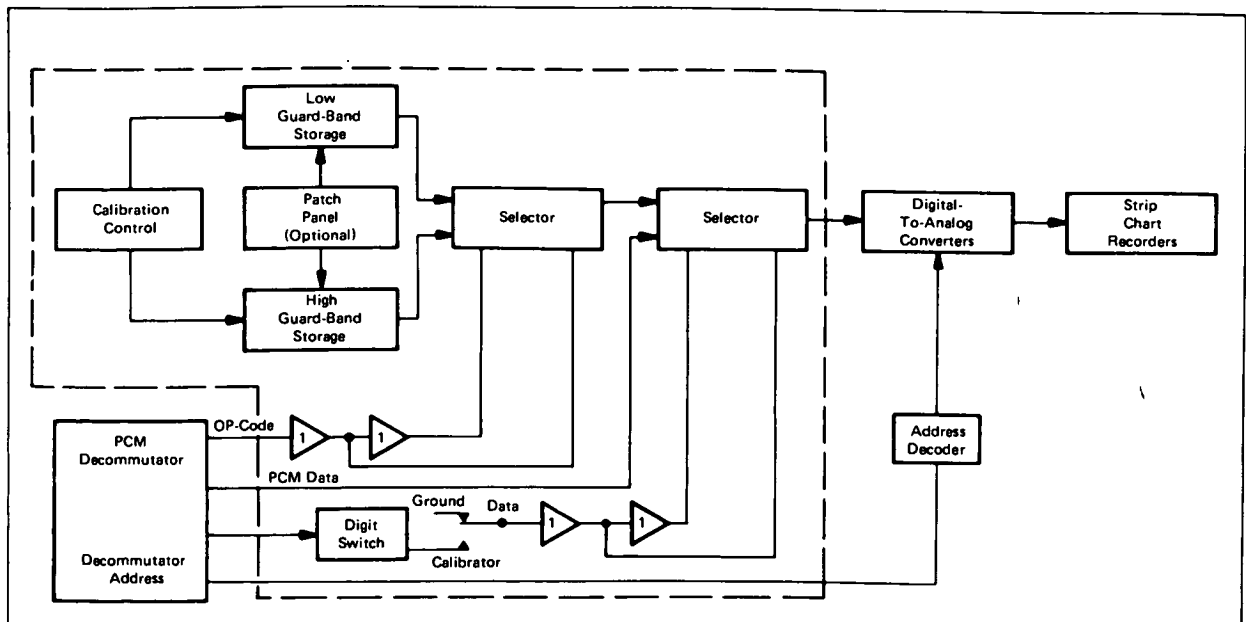 Low
Guard-Band
Storage
Calibration
Control
Patch
Panel
(Optional)
High
Guard-Band
Storage
Selector
Selector
Digital-
To-Analog
Converters
Strip
Chart
Recorders
Address
Decoder
PCM
Decommutator
Decommutator
Address
OP-Code
1
1
PCM Data
Digit
Switch
Ground
Data
Calibrator
1
1